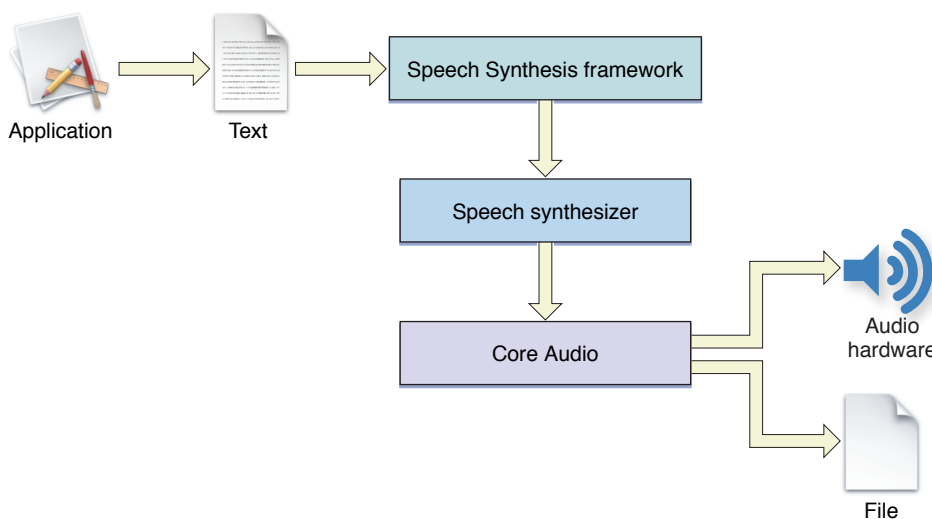 Application
Text
Speech Synthesis framework
Speech synthesizer
Core Audio
Audio
hardware
File